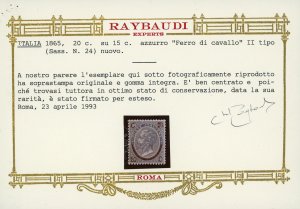 RAYBAUDI
EXPERTS
ITALIA 1865, 20 c. su 15 c. azzurro "Ferro di cavallo" II tipo
(Sass. N. 24) nuovo.
A nostro parere l'esemplare qui sotto fotograficamente riprodotto
ha soprastampa originale e gomma integra. E' ben centrato e poi-
ché trovasi tuttora in ottimo stato di conservazione, data la sua
rarità, è stato firmato per esteso.
Roma, 23 aprile 1993
ROMA